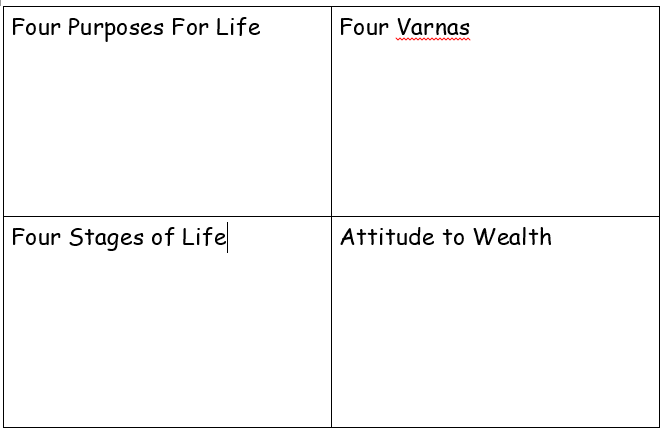 Four Purposes For Life
Four Varnas
Four Stages of Life
Attitude to Wealth